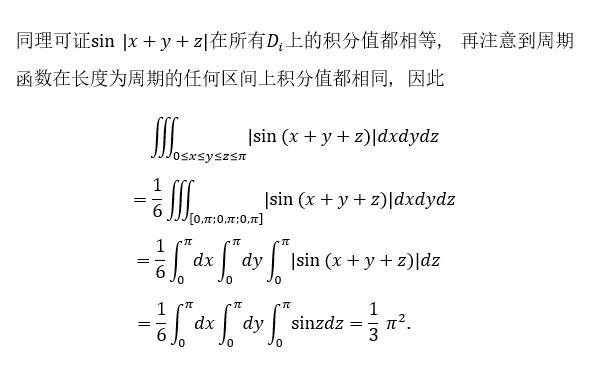 同理可证sin |x + y + z|在所有D_i上的积分值都相等, 再注意到周期
函数在长度为周期的任何区间上积分值都相同, 因此
∭_{0≤x≤y≤z≤π} |sin (x + y + z)|dxdydz
= \frac{1}{6} ∭_{[0,π;0,π;0,π]} |sin (x + y + z)|dxdydz
= \frac{1}{6} ∫_0^π dx ∫_0^π dy ∫_0^π |sin (x + y + z)|dz
= \frac{1}{6} ∫_0^π dx ∫_0^π dy ∫_0^π sinzdz = \frac{1}{3} π².